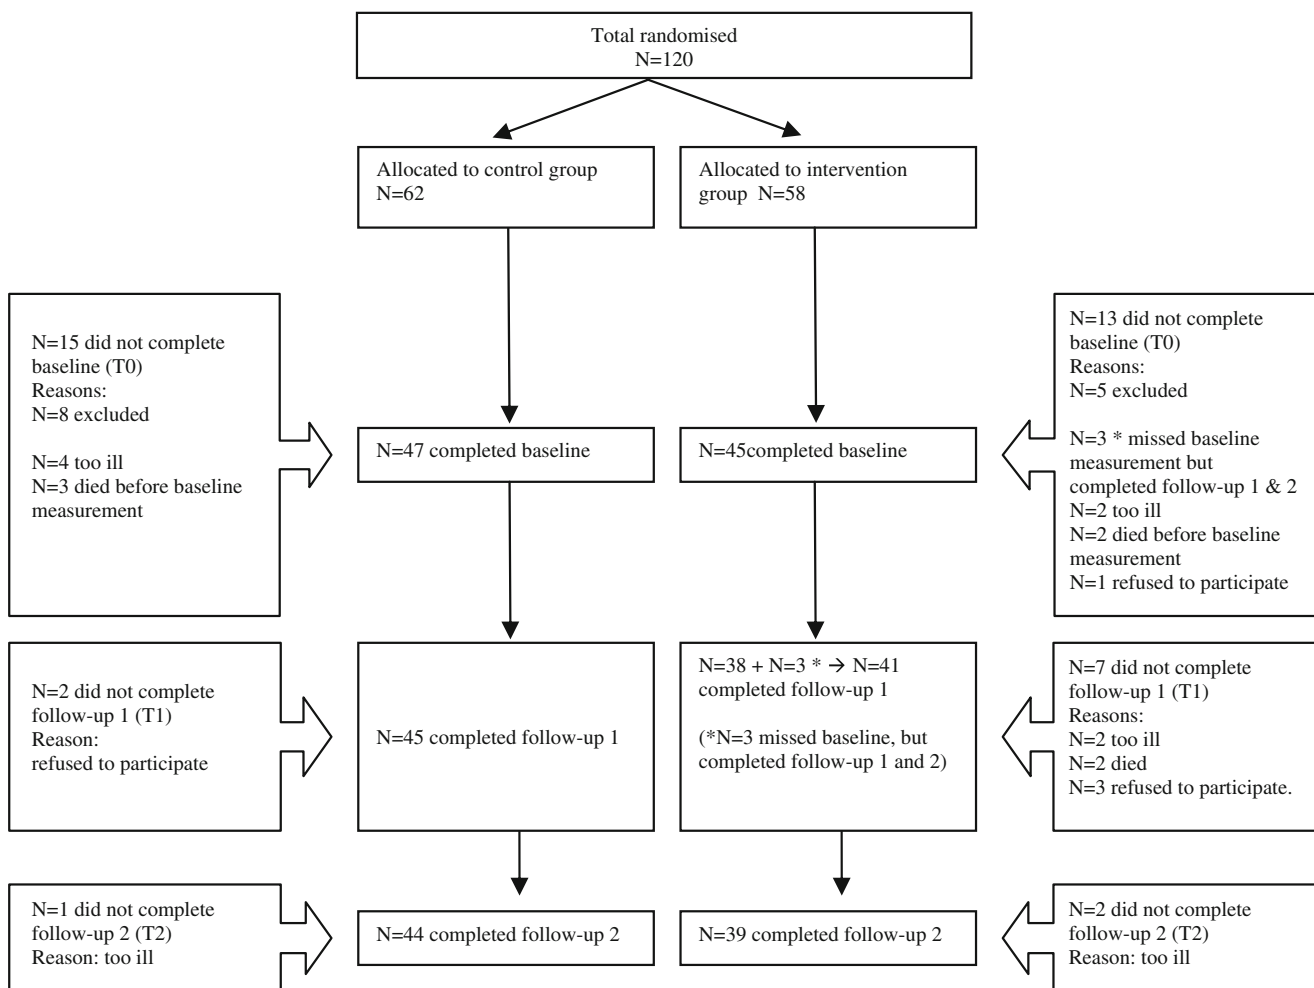 Total randomised
N=120
Allocated to control group
N=62
Allocated to intervention
group  N=58
N=15 did not complete
baseline (T0)
Reasons:
N=8 excluded
N=4 too ill
N=3 died before baseline
measurement
N=47 completed baseline
N=45completed baseline
N=13 did not complete
baseline (T0)
Reasons:
N=5 excluded
N=3 * missed baseline
measurement but
completed follow-up 1 & 2
N=2 too ill
N=2 died before baseline
measurement
N=1 refused to participate
N=2 did not complete
follow-up 1 (T1)
Reason:
refused to participate
N=45 completed follow-up 1
N=38 + N=3 * → N=41
completed follow-up 1
(*N=3 missed baseline, but
completed follow-up 1 and 2)
N=7 did not complete
follow-up 1 (T1)
Reasons:
N=2 too ill
N=2 died
N=3 refused to participate.
N=1 did not complete
follow-up 2 (T2)
Reason: too ill
N=44 completed follow-up 2
N=39 completed follow-up 2
N=2 did not complete
follow-up 2 (T2)
Reason: too ill